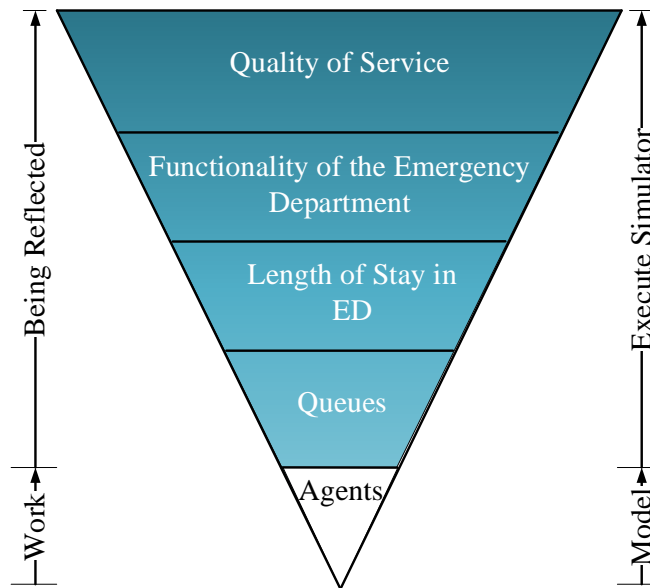 Quality of Service
Functionality of the Emergency
Department
Length of Stay in
ED
Queues
Agents
Being Reflected
Work
Execute Simulator
Model